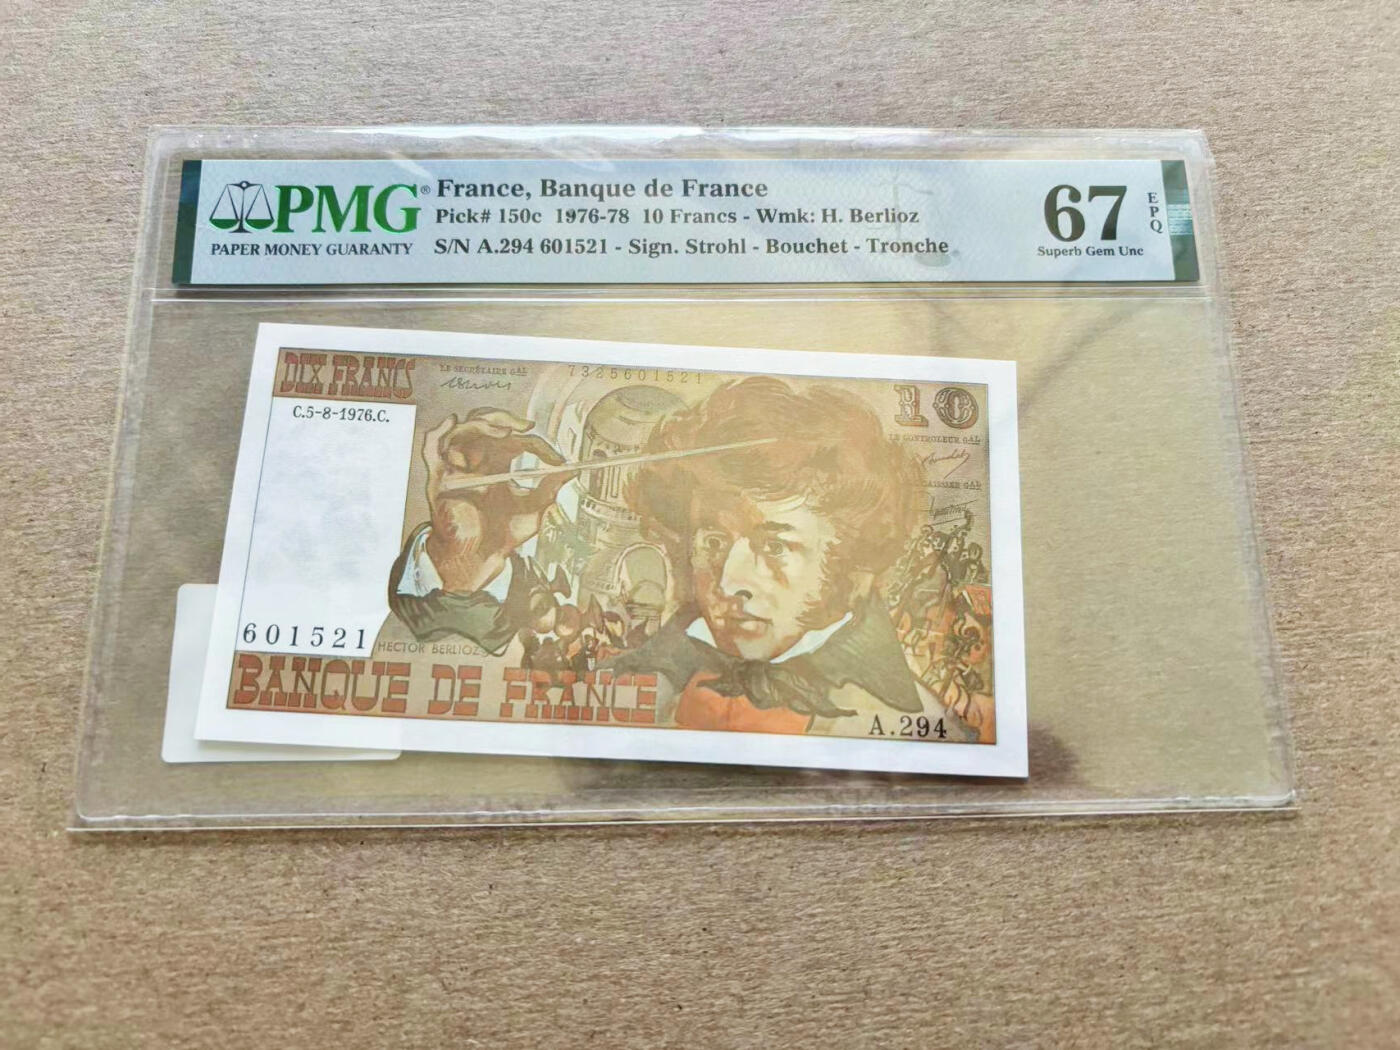 PMG®
PAPER MONEY GUARANTY
France, Banque de France
Pick# 150c 1976-78 10 Francs - Wmk: H. Berlioz
S/N A.294 601521 - Sign. Strohl - Bouchet - Tronche
67
EPQ
Superb Gem Unc
DIX FRANCS
C.5-8-1976.C.
LE SECRÉTAIRE GAL
7325601521
10
LE CONTROLEUR GAL
CAISSIER GAL
601521
HECTOR BERLIOZ
BANQUE DE FRANCE
A.294